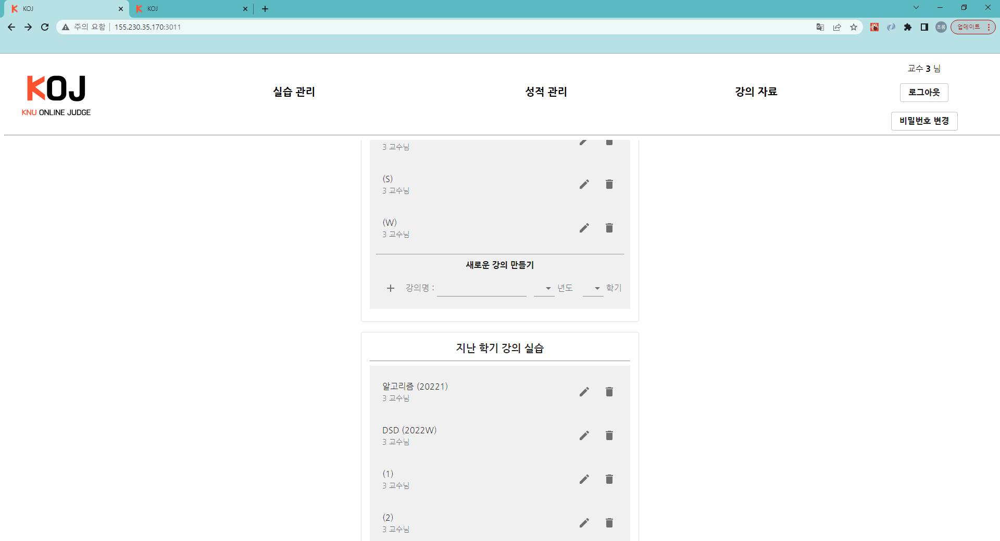 KOJ
KOJ
주의 요함
155.230.35.170:3011
초롬
업데이트
KOJ
KNU ONLINE JUDGE
실습 관리
성적 관리
강의 자료
교수 3 님
로그아웃
비밀번호 변경
3 교수님
(S)
3 교수님
(W)
3 교수님
새로운 강의 만들기
강의명 :
년도
학기
지난 학기 강의 실습
알고리즘 (20221)
3 교수님
DSD (2022W)
3 교수님
(1)
3 교수님
(2)
3 교수님